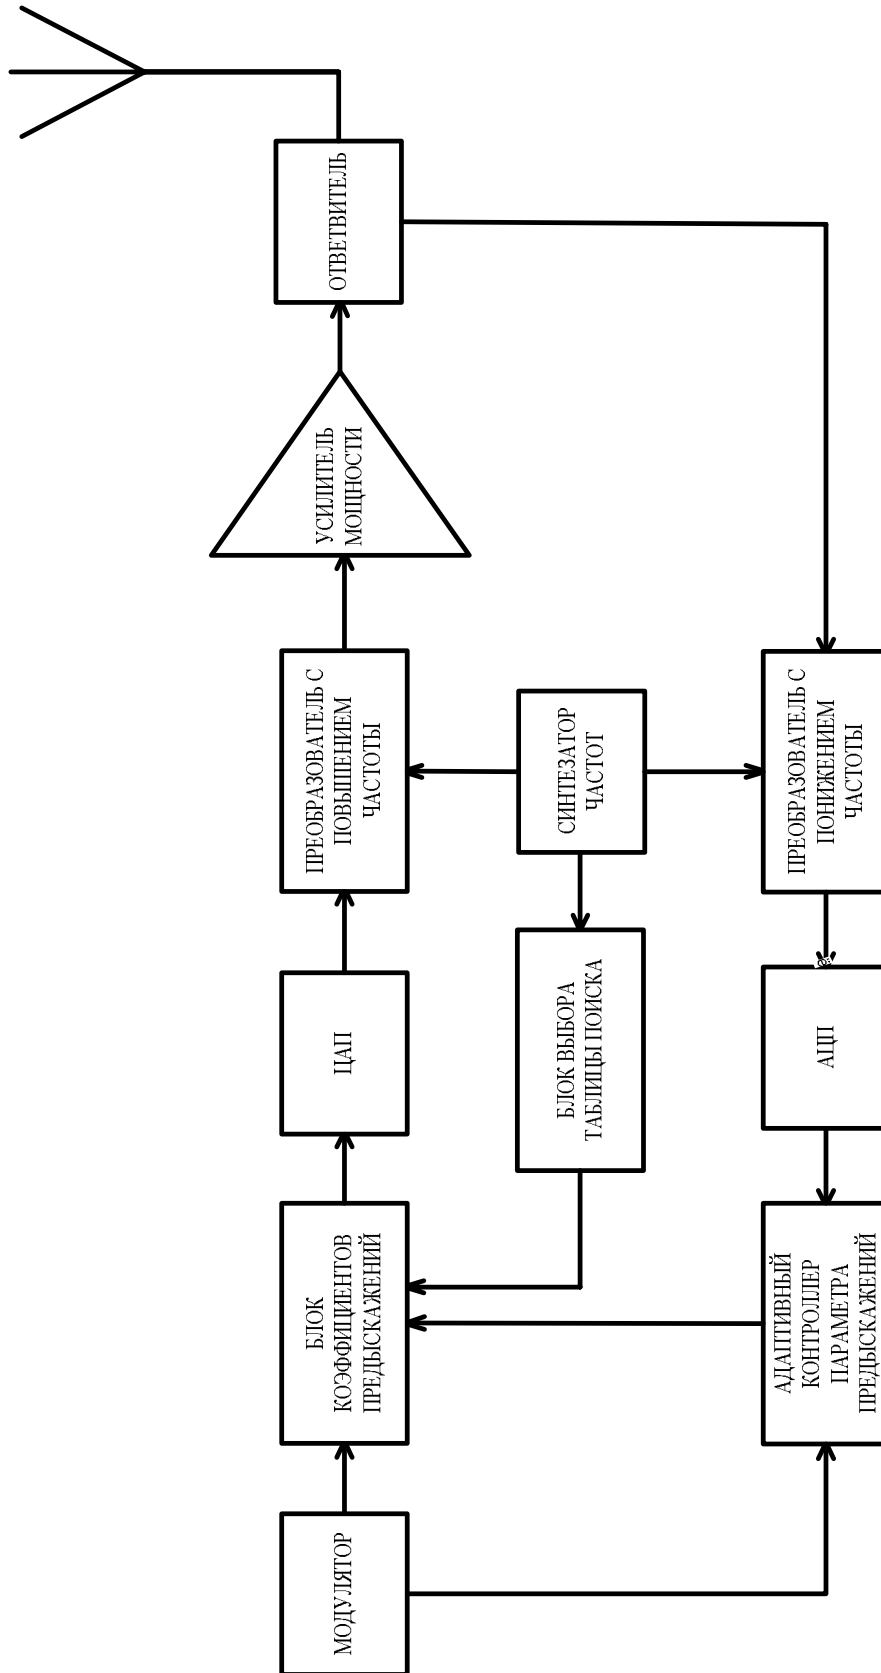 МОДУЛЯТОР
БЛОК
КОЭФФИЦИЕНТОВ
ПРЕДЫСКАЖЕНИЙ
ЦАП
ПРЕОБРАЗОВАТЕЛЬ С
ПОВЫШЕНИЕМ
ЧАСТОТЫ
УСИЛИТЕЛЬ
МОЩНОСТИ
ОТВЕТВИТЕЛЬ
БЛОК ВЫБОРА
ТАБЛИЦЫ ПОИСКА
СИНТЕЗАТОР
ЧАСТОТ
АДАПТИВНЫЙ
КОНТРОЛЛЕР
ПАРАМЕТРА
ПРЕДЫСКАЖЕНИЙ
АЦП
ПРЕОБРАЗОВАТЕЛЬ С
ПОНИЖЕНИЕМ
ЧАСТОТЫ